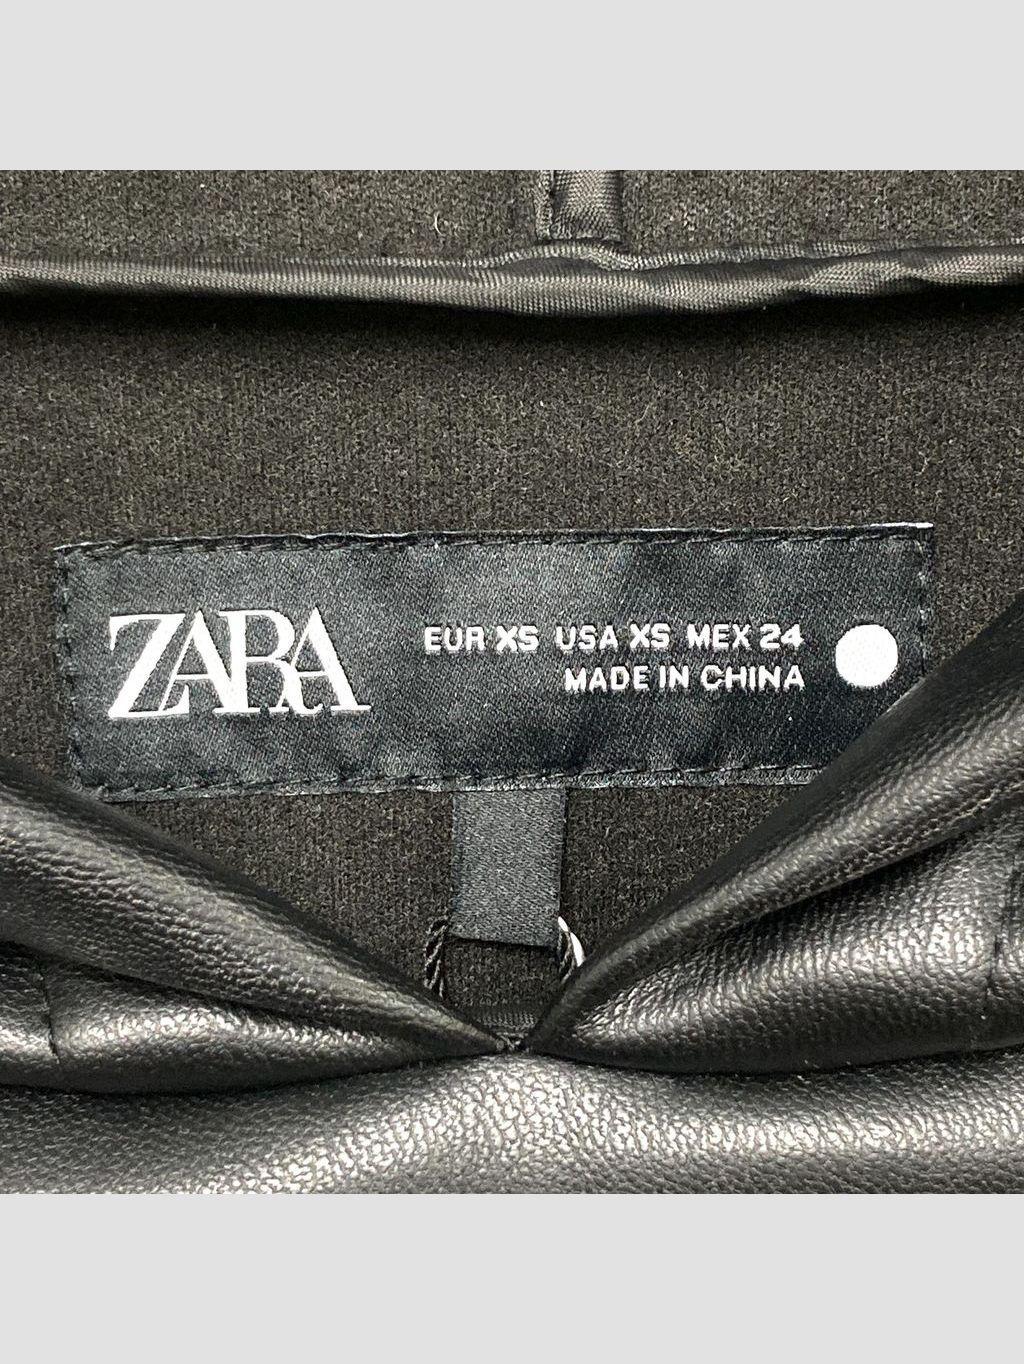 ZARA
EUR XS USA XS MEX 24
MADE IN CHINA